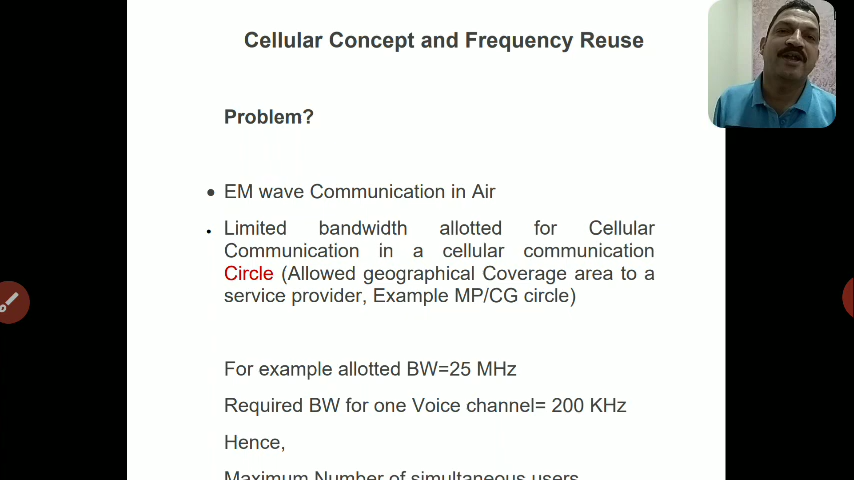 Cellular Concept and Frequency Reuse
Problem?
• EM wave Communication in Air
• Limited bandwidth allotted for Cellular
Communication in a cellular communication
Circle (Allowed geographical Coverage area to a
service provider, Example MP/CG circle)
For example allotted BW=25 MHz
Required BW for one Voice channel= 200 KHz
Hence,
Maximum Number of simultaneous users